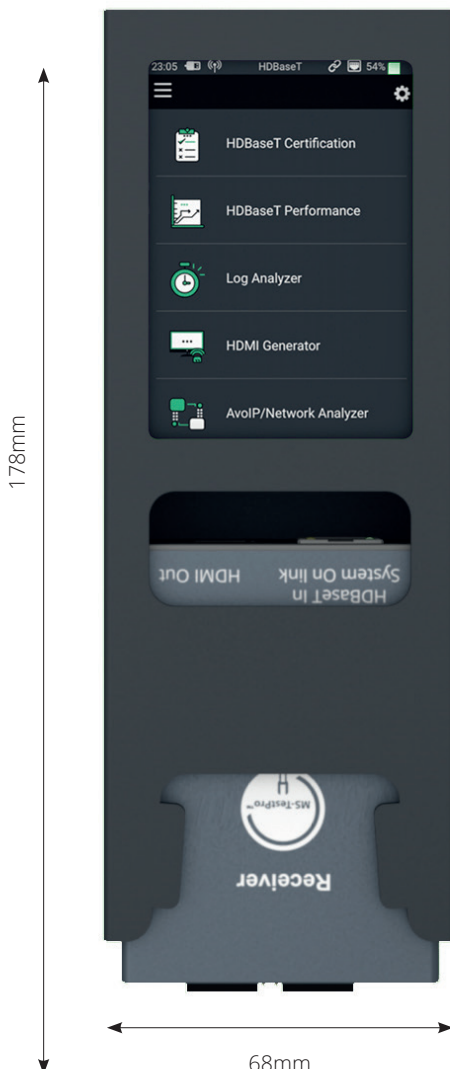 23:05 HDBaseT 54%
HDBaseT Certification
HDBaseT Performance
Log Analyzer
HDMI Generator
AvoIP/Network Analyzer
178mm
HDBaseT In
System On link HDMI Out
Receiver
MS-TestPro™
68mm